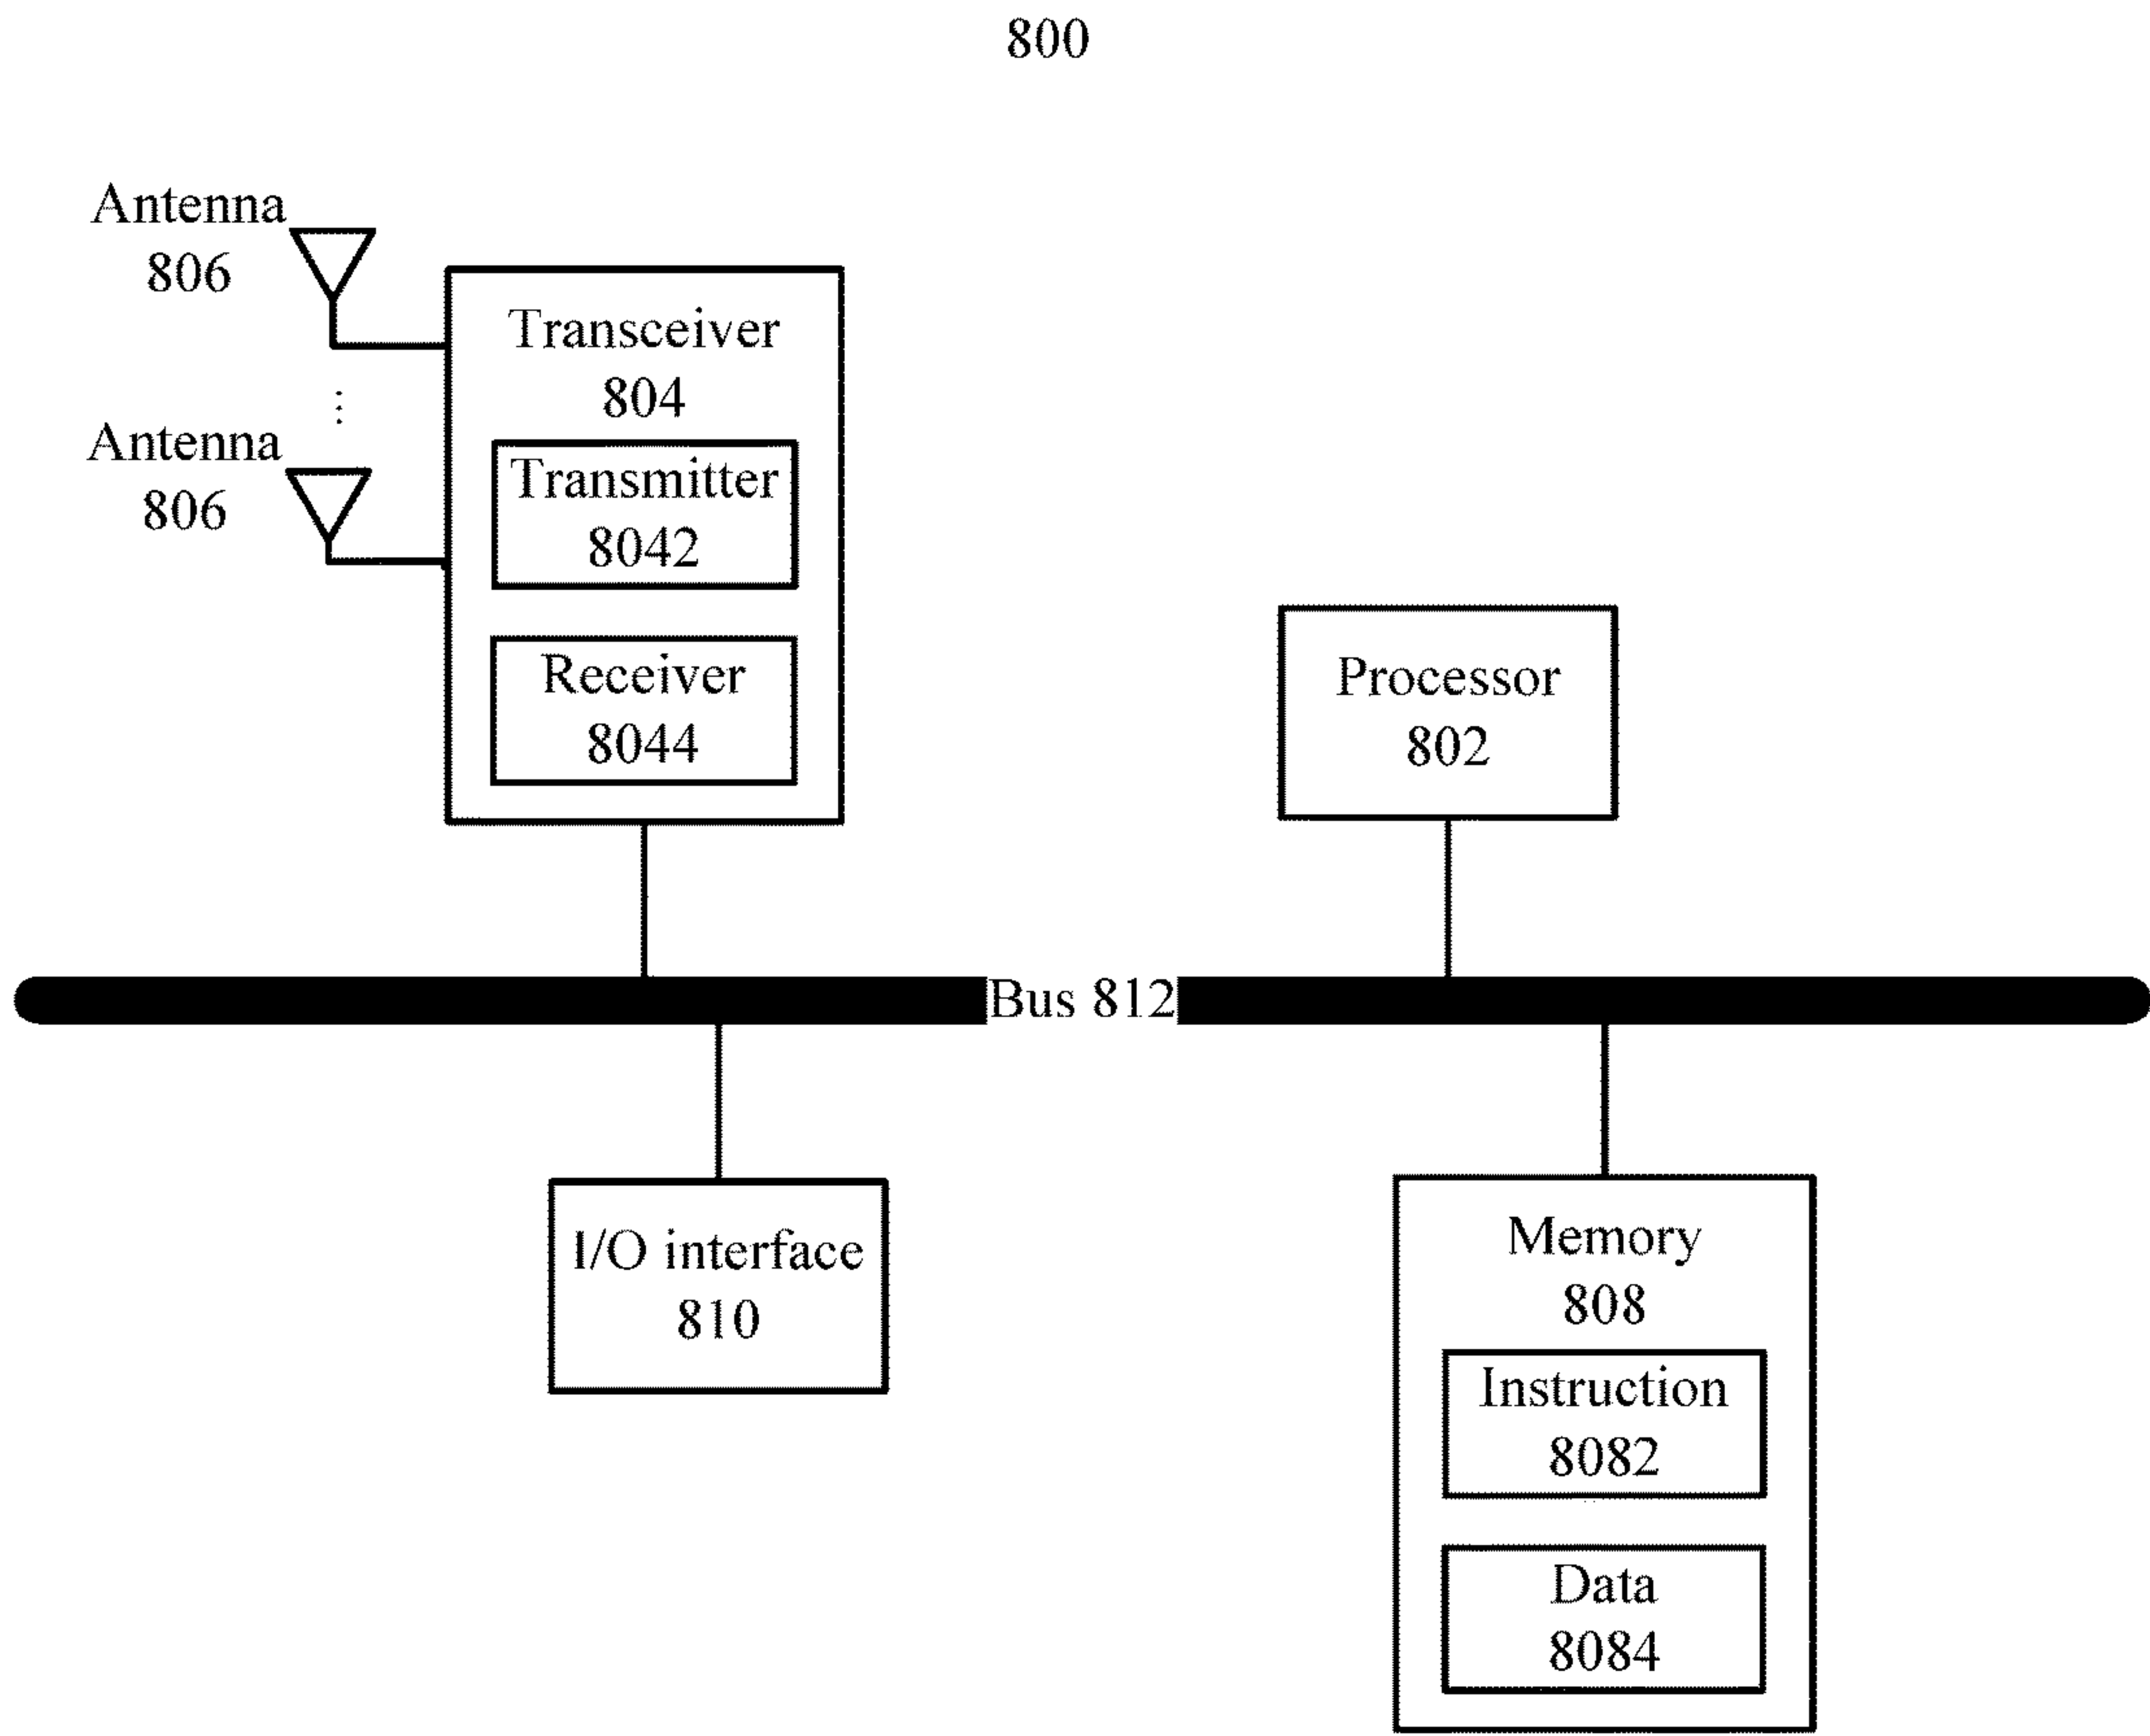 800
Antenna
806
Transceiver
804
Antenna
806
Transmitter
8042
Receiver
8044
Processor
802
Bus 812
I/O interface
810
Memory
808
Instruction
8082
Data
8084